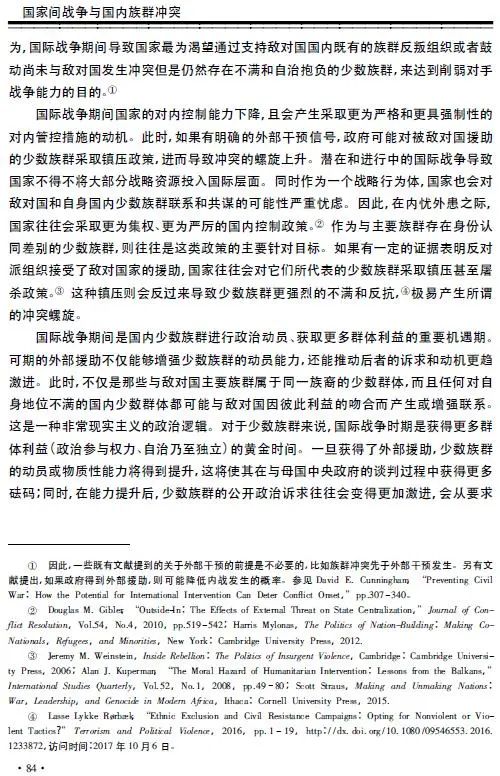 国家间战争与国内族群冲突
为,国际战争期间导致国家最为渴望通过支持敌对国国内既有的族群反叛组织或者鼓
动尚未与敌对国发生冲突但是仍然存在不满和自治抱负的少数族群,来达到削弱对手
战争能力的目的。①
国际战争期间国家的对内控制能力下降,且会产生采取更为严格和更具强制性的
对内管控措施的动机。此时,如果有明确的外部干预信号,政府可能对被敌对国援助
的少数族群采取镇压政策,进而导致冲突的螺旋上升。潜在和进行中的国际战争导致
国家不得不将大部分战略资源投入国际层面。同时作为一个战略行为体,国家也会对
敌对国和自身国内少数族群联系和共谋的可能性严重忧虑。因此,在内忧外患之际,
国家往往会采取更为集权、更为严厉的国内控制政策。② 作为与主要族群存在身份认
同差别的少数族群,则往往是这类政策的主要针对目标。如果有一定的证据表明反对
派组织接受了敌对国家的援助,国家往往会对它们所代表的少数族群采取镇压甚至屠
杀政策。③ 这种镇压则会反过来导致少数族群更强烈的不满和反抗,④极易产生所谓
的冲突螺旋。
国际战争期间是国内少数族群进行政治动员、获取更多群体利益的重要机遇期。
可期的外部援助不仅能够增强少数族群的动员能力,还能推动后者的诉求和动机更趋
激进。此时,不仅是那些与敌对国主要族群属于同一族裔的少数群体,而且任何对自
身地位不满的国内少数群体都可能与敌对国因彼此利益的吻合而产生或增强联系。
这是一种非常现实主义的政治逻辑。对于少数族群来说,国际战争时期是获得更多群
体利益(政治参与权力、自治乃至独立)的黄金时间。一旦获得了外部援助,少数族群
的动员或物质性能力将得到提升,这将使其在与母国中央政府的谈判过程中获得更多
砝码;同时,在能力提升后,少数族群的公开政治诉求往往会变得更加激进,会从要求
① 因此,一些既有文献提到的关于外部干预的前提是不必要的,比如族群冲突先于外部干预发生。另有文
献提出,如果政府得到外部援助,则可能降低内战发生的概率。参见 David E. Cunningham, “Preventing Civil
War: How the Potential for International Intervention Can Deter Conflict Onset,” pp.307-340.
② Douglas M. Gibler, “Outside-In: The Effects of External Threat on State Centralization,” Journal of Con-
flict Resolution, Vol.54, No.4, 2010, pp.519-542; Harris Mylonas, The Politics of Nation-Building: Making Co-
Nationals, Refugees, and Minorities, New York: Cambridge University Press, 2012.
③ Jeremy M. Weinstein, Inside Rebellion: The Politics of Insurgent Violence, Cambridge: Cambridge Universi-
ty Press, 2006; Alan J. Kuperman, “The Moral Hazard of Humanitarian Intervention: Lessons from the Balkans,”
International Studies Quarterly, Vol.52, No.1, 2008, pp.49-80; Scott Straus, Making and Unmaking Nations:
War, Leadership, and Genocide in Modern Africa, Ithaca: Cornell University Press, 2015.
④ Lasse Lykke Rørbæk, “Ethnic Exclusion and Civil Resistance Campaigns: Opting for Nonviolent or Vio-
lent Tactics?” Terrorism and Political Violence, 2016, pp.1-19, http://dx.doi.org/10.1080/09546553.2016.
1233872,访问时间:2017年10月6日。
·84·